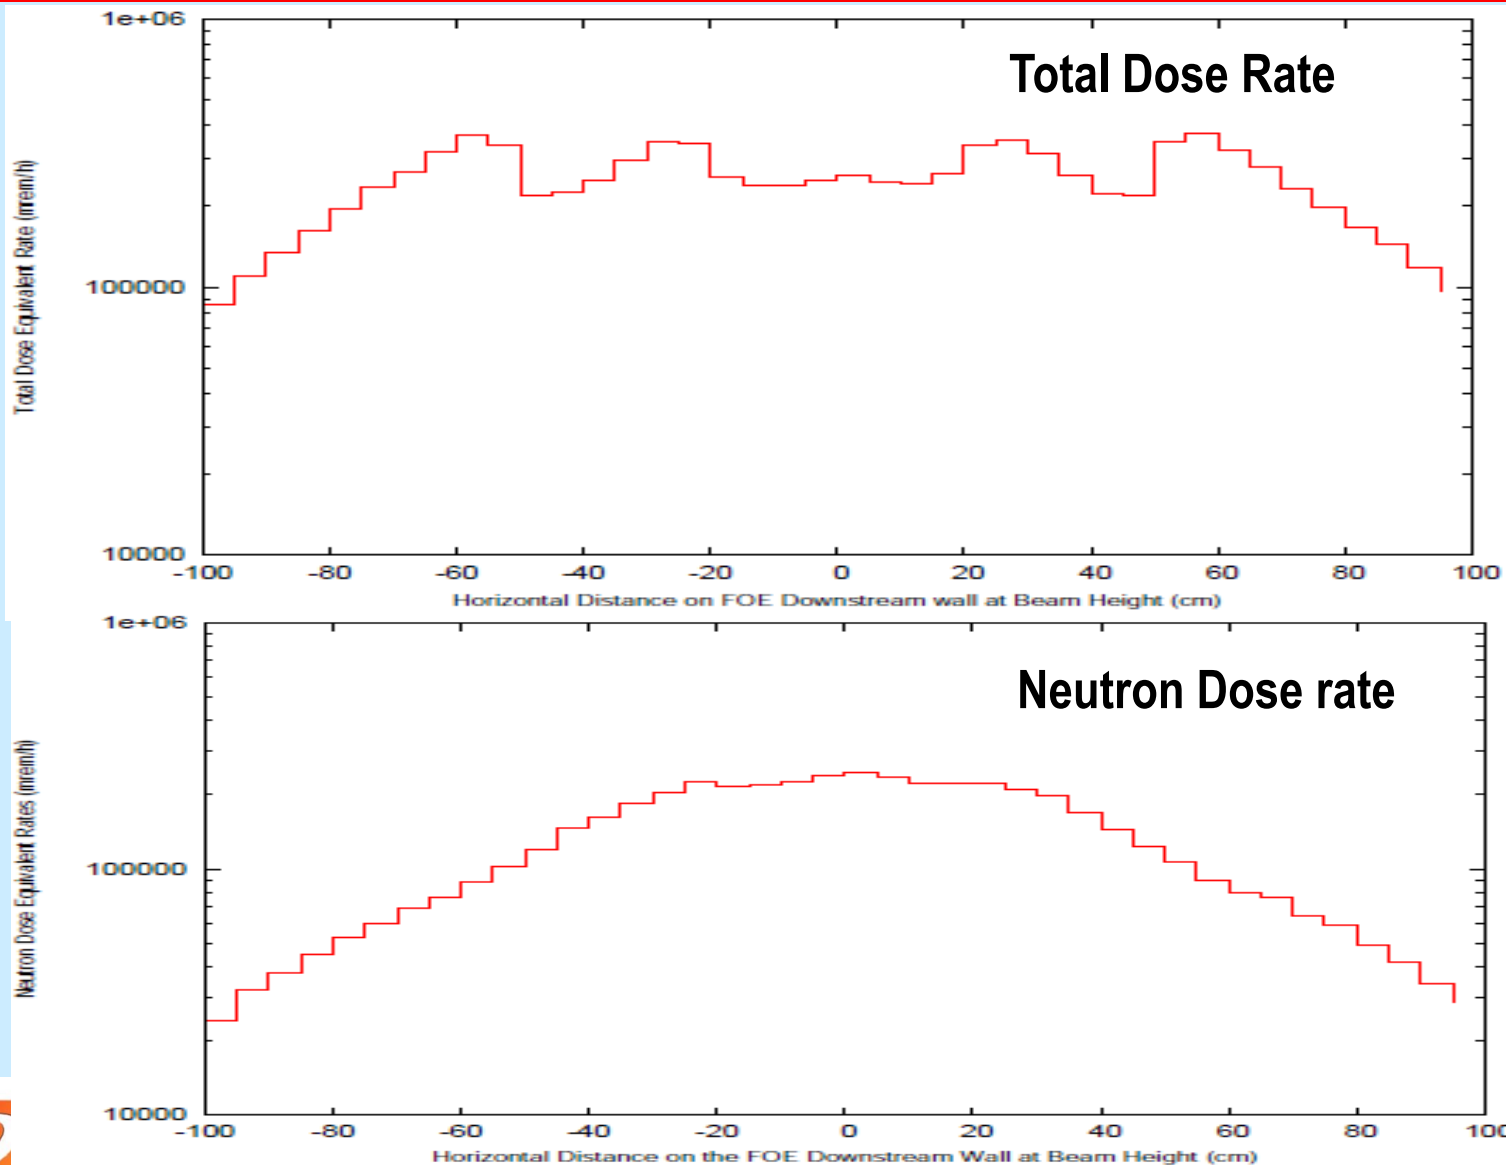 1e+06
Total Dose Rate
Total Dose Equivalent Rate (mrem/h)
100000
10000
-100 -80 -60 -40 -20 0 20 40 60 80 100
Horizontal Distance on FOE Downstream wall at Beam Height (cm)
1e+06
Neutron Dose rate
Neutron Dose Equivalent Rates (mrem/h)
100000
10000
-100 -80 -60 -40 -20 0 20 40 60 80 100
Horizontal Distance on the FOE Downstream Wall at Beam Height (cm)